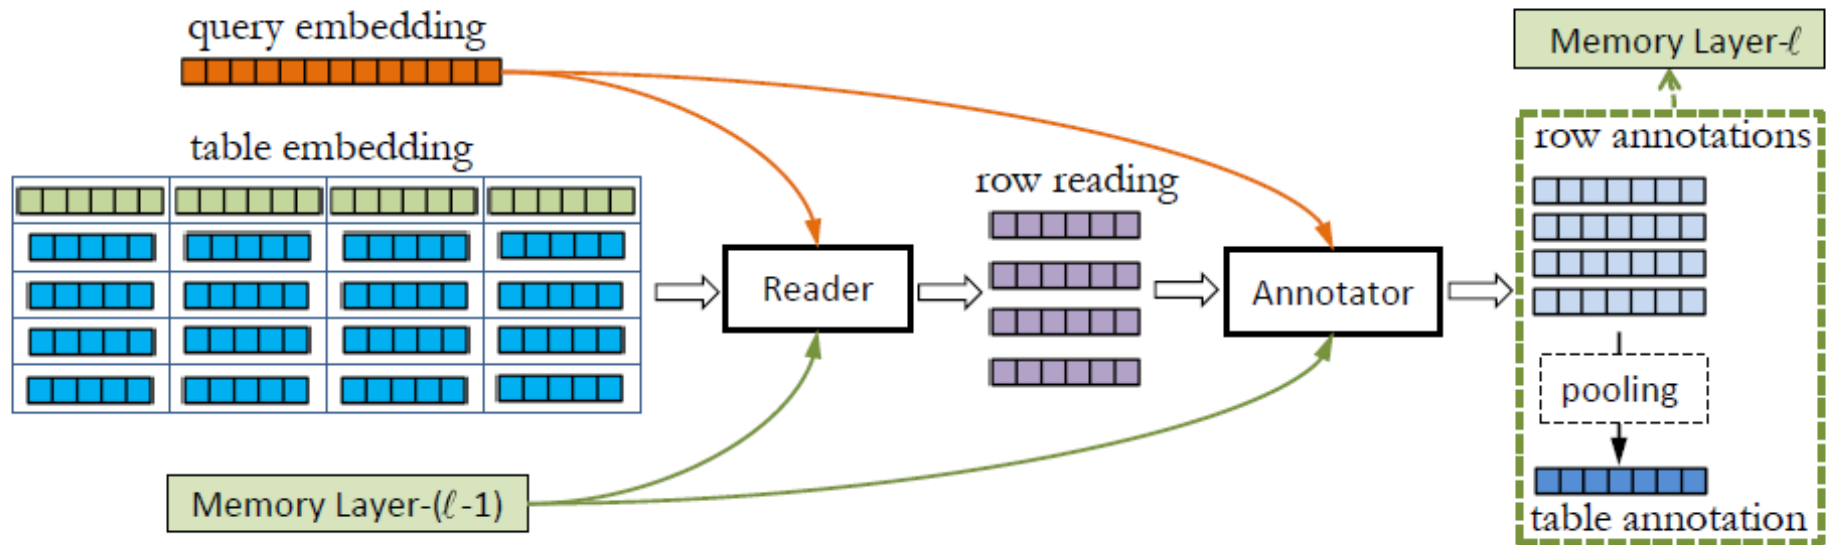 query embedding
Memory Layer-ℓ
table embedding
row annotations
row reading
Reader
Annotator
pooling
Memory Layer-(ℓ-1)
table annotation